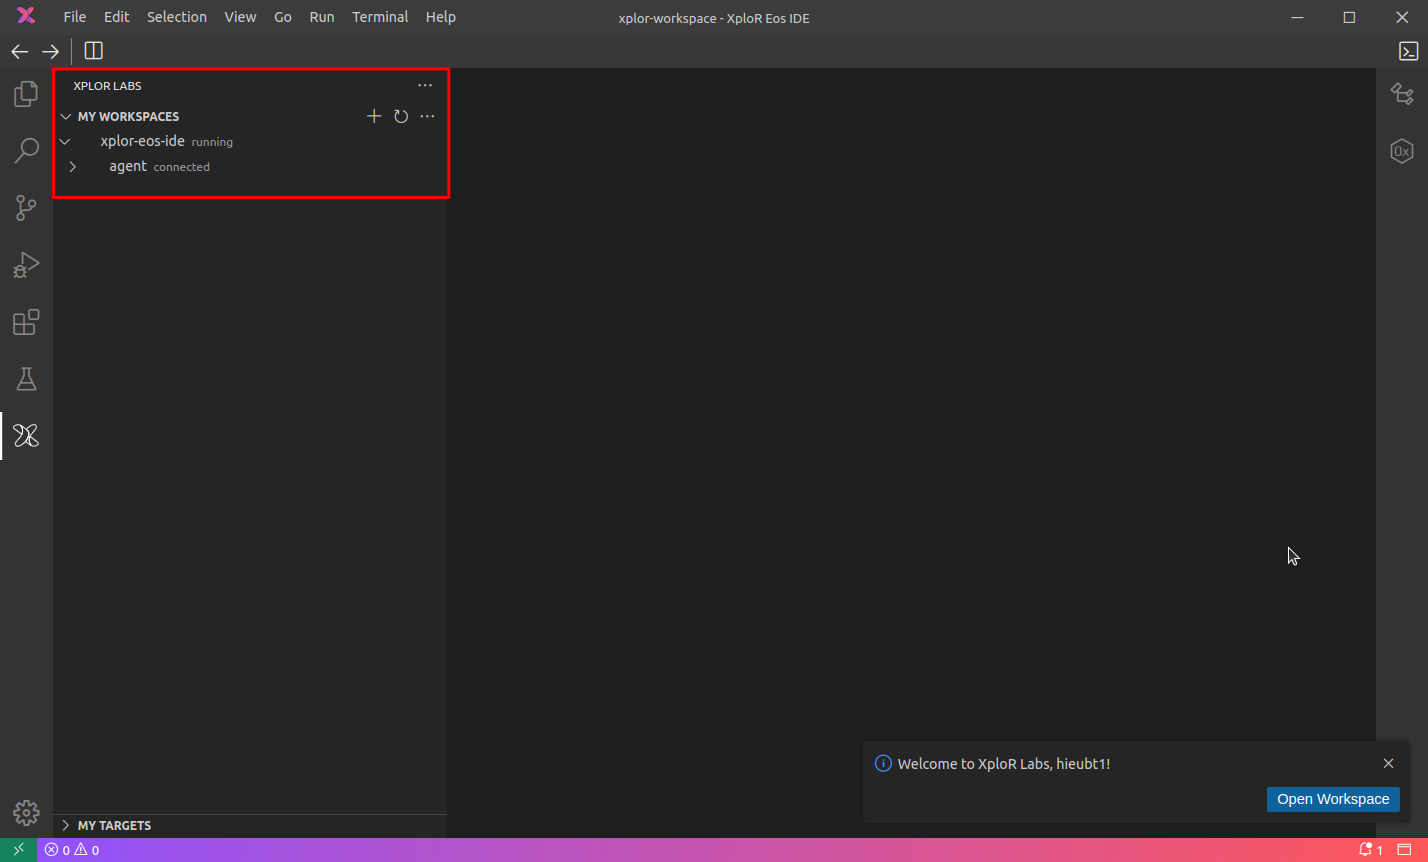 File Edit Selection View Go Run Terminal Help
xplor-workspace - XploR Eos IDE
XPLOR LABS
MY WORKSPACES
xplor-eos-ide running
agent connected
0x
Welcome to XploR Labs, hieubt1!
Open Workspace
MY TARGETS
0 0
1